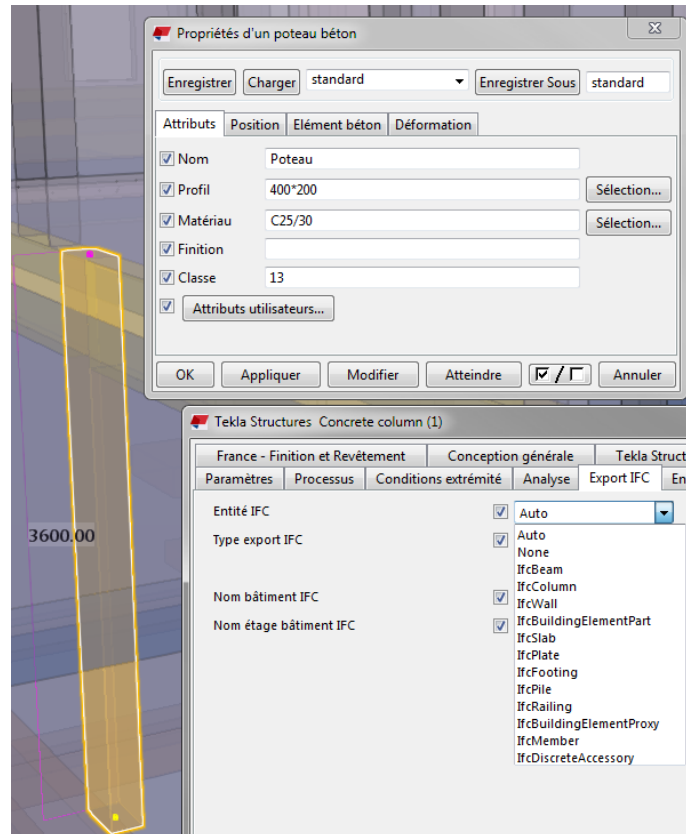 Propriétés d'un poteau béton
Enregistrer Charger standard Enregistrer Sous standard
Attributs Position Elément béton Déformation
Nom Poteau
Profil 400*200 Sélection...
Matériau C25/30 Sélection...
Finition
Classe 13
Attributs utilisateurs...
OK Appliquer Modifier Atteindre / Annuler
Tekla Structures Concrete column (1)
France - Finition et Revêtement Conception générale Tekla Struct
Paramètres Processus Conditions extrémité Analyse Export IFC En
Entité IFC Auto
Type export IFC
Nom bâtiment IFC
Nom étage bâtiment IFC
Auto
None
IfcBeam
IfcColumn
IfcWall
IfcBuildingElementPart
IfcSlab
IfcPlate
IfcFooting
IfcPile
IfcRailing
IfcBuildingElementProxy
IfcMember
IfcDiscreteAccessory
3600.00